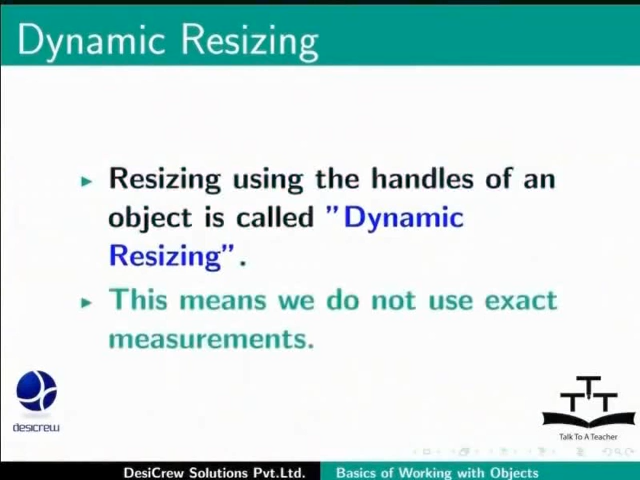 Dynamic Resizing
Resizing using the handles of an
object is called "Dynamic
Resizing".
This means we do not use exact
measurements.
desicrew
TTT
Talk To A Teacher
DesiCrew Solutions Pvt.Ltd.
Basics of Working with Objects